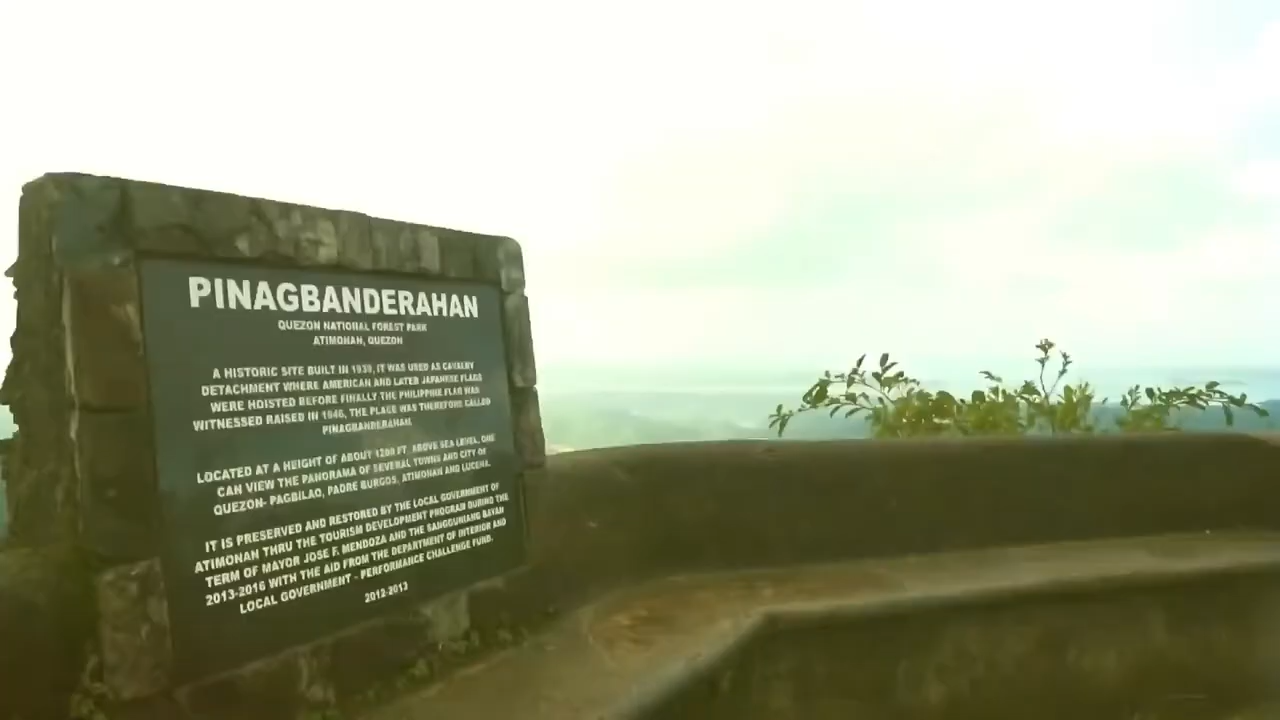 PINAGBANDERAHAN
QUEZON NATIONAL FOREST PARK
ATIMONAN, QUEZON
A HISTORIC SITE BUILT IN 1938, IT WAS USED AS CAVALRY
DETACHMENT WHERE AMERICAN AND LATER JAPANESE FLAGS
WERE HOISTED BEFORE FINALLY THE PHILIPPINE FLAG WAS
WITNESSED RAISED IN 1946, THE PLACE WAS THEREFORE CALLED
PINAGBANDERAHAN.
LOCATED AT A HEIGHT OF ABOUT 1200 FT. ABOVE SEA LEVEL, ONE
CAN VIEW THE PANORAMA OF SEVERAL TOWNS AND CITY OF
QUEZON- PAGBILAO, PADRE BURGOS, ATIMONAN AND LUCENA.
IT IS PRESERVED AND RESTORED BY THE LOCAL GOVERNMENT OF
ATIMONAN THRU THE TOURISM DEVELOPMENT PROGRAM DURING THE
TERM OF MAYOR JOSE F. MENDOZA AND THE SANGGUNIANG BAYAN
2013-2016 WITH THE AID FROM THE DEPARTMENT OF INTERIOR AND
LOCAL GOVERNMENT - PERFORMANCE CHALLENGE FUND.
2012-2013